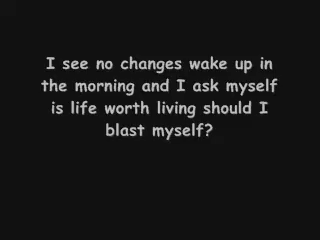 I see no changes wake up in
the morning and I ask myself
is life worth living should I
blast myself?